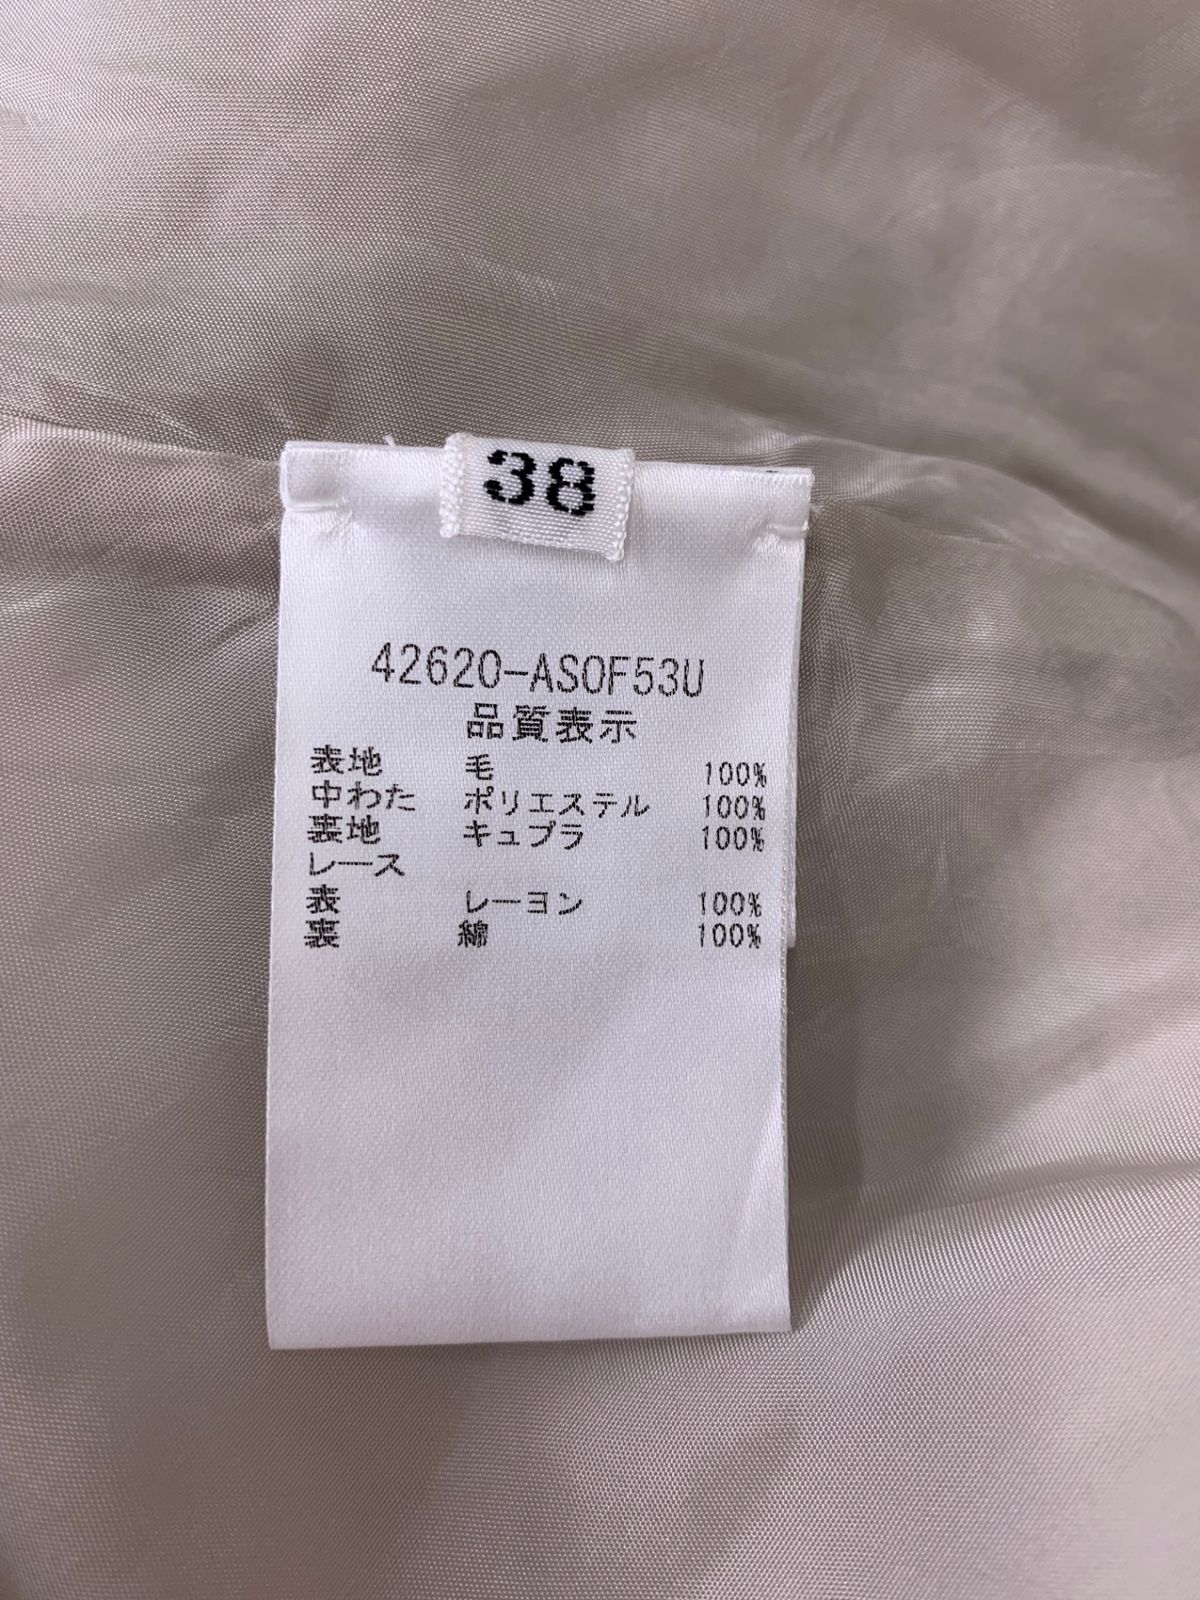 38
42620-ASOF53U
品質表示
表地 毛 100%
中わた ポリエステル 100%
裏地 キュプラ 100%
レース
表 レーヨン 100%
裏 綿 100%